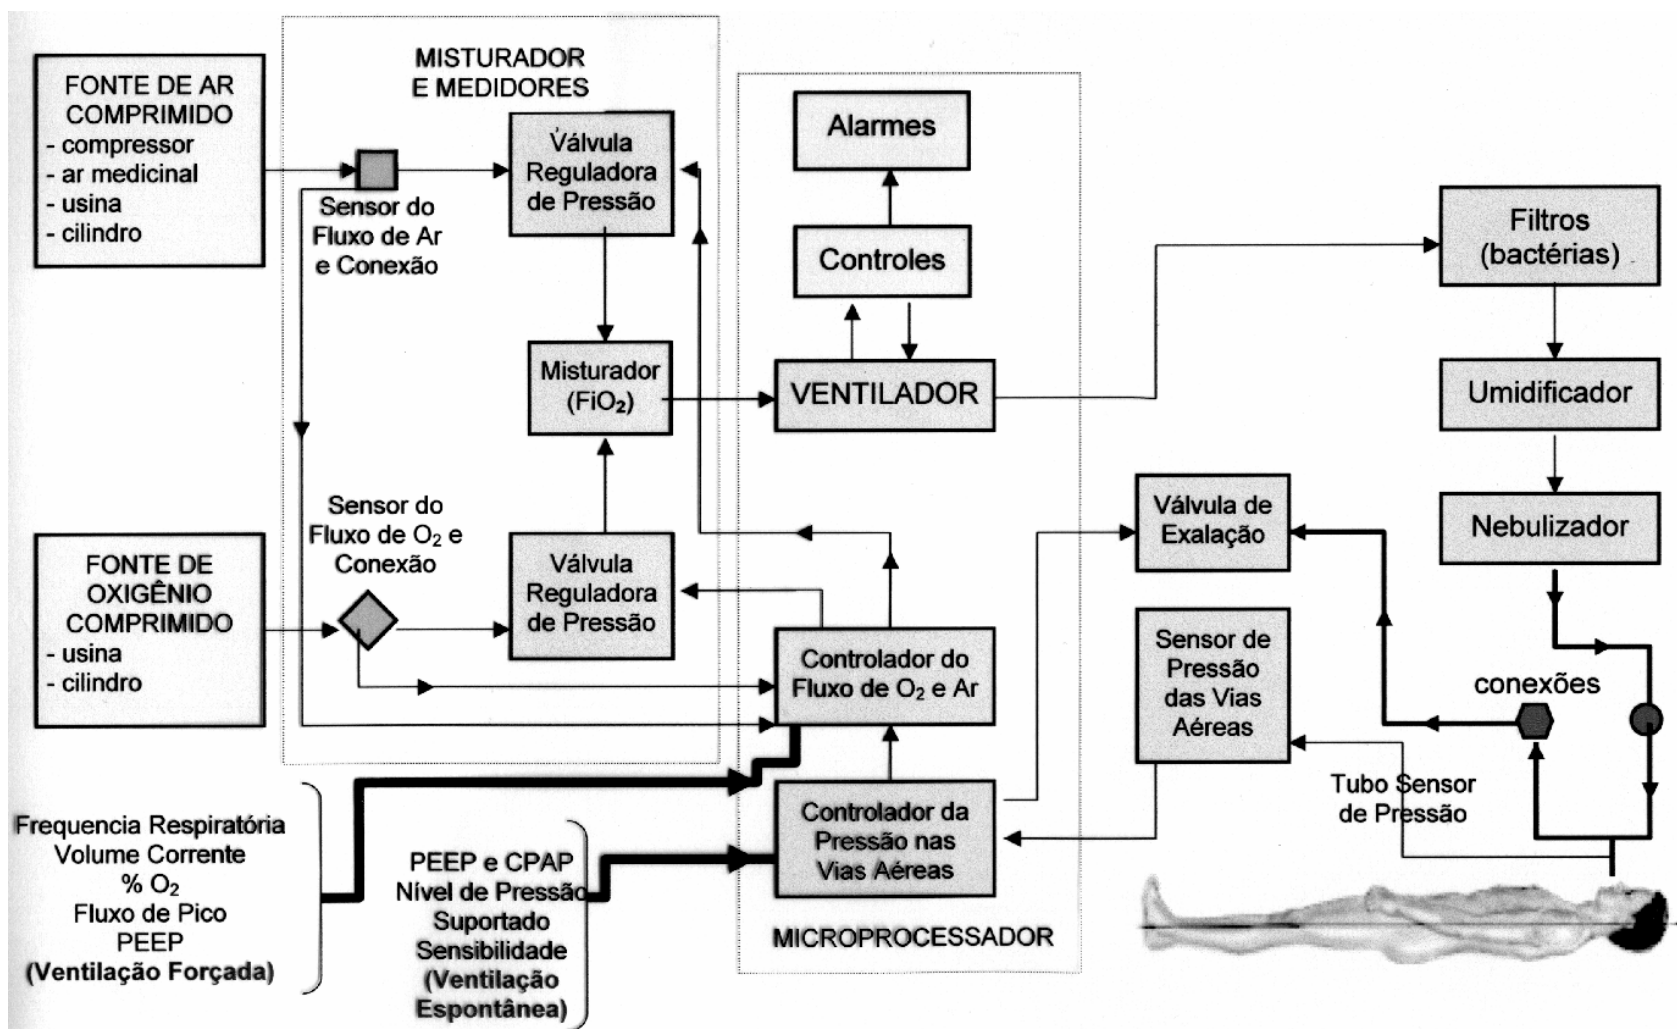 MISTURADOR
E MEDIDORES
FONTE DE AR
COMPRIMIDO
- compressor
- ar medicinal
- usina
- cilindro
Sensor do
Fluxo de Ar
e Conexão
Válvula
Reguladora
de Pressão
Misturador
(FiO₂)
Alarmes
Controles
VENTILADOR
Filtros
(bactérias)
Umidificador
Nebulizador
FONTE DE
OXIGÊNIO
COMPRIMIDO
- usina
- cilindro
Sensor do
Fluxo de O₂ e
Conexão
Válvula
Reguladora
de Pressão
Controlador do
Fluxo de O₂ e Ar
Válvula de
Exalação
Sensor de
Pressão
das Vias
Aéreas
conexões
Tubo Sensor
de Pressão
Controlador da
Pressão nas
Vias Aéreas
MICROPROCESSADOR
Frequencia Respiratória
Volume Corrente
% O₂
Fluxo de Pico
PEEP
(Ventilação Forçada)
PEEP e CPAP
Nível de Pressão
Suportado
Sensibilidade
(Ventilação
Espontânea)